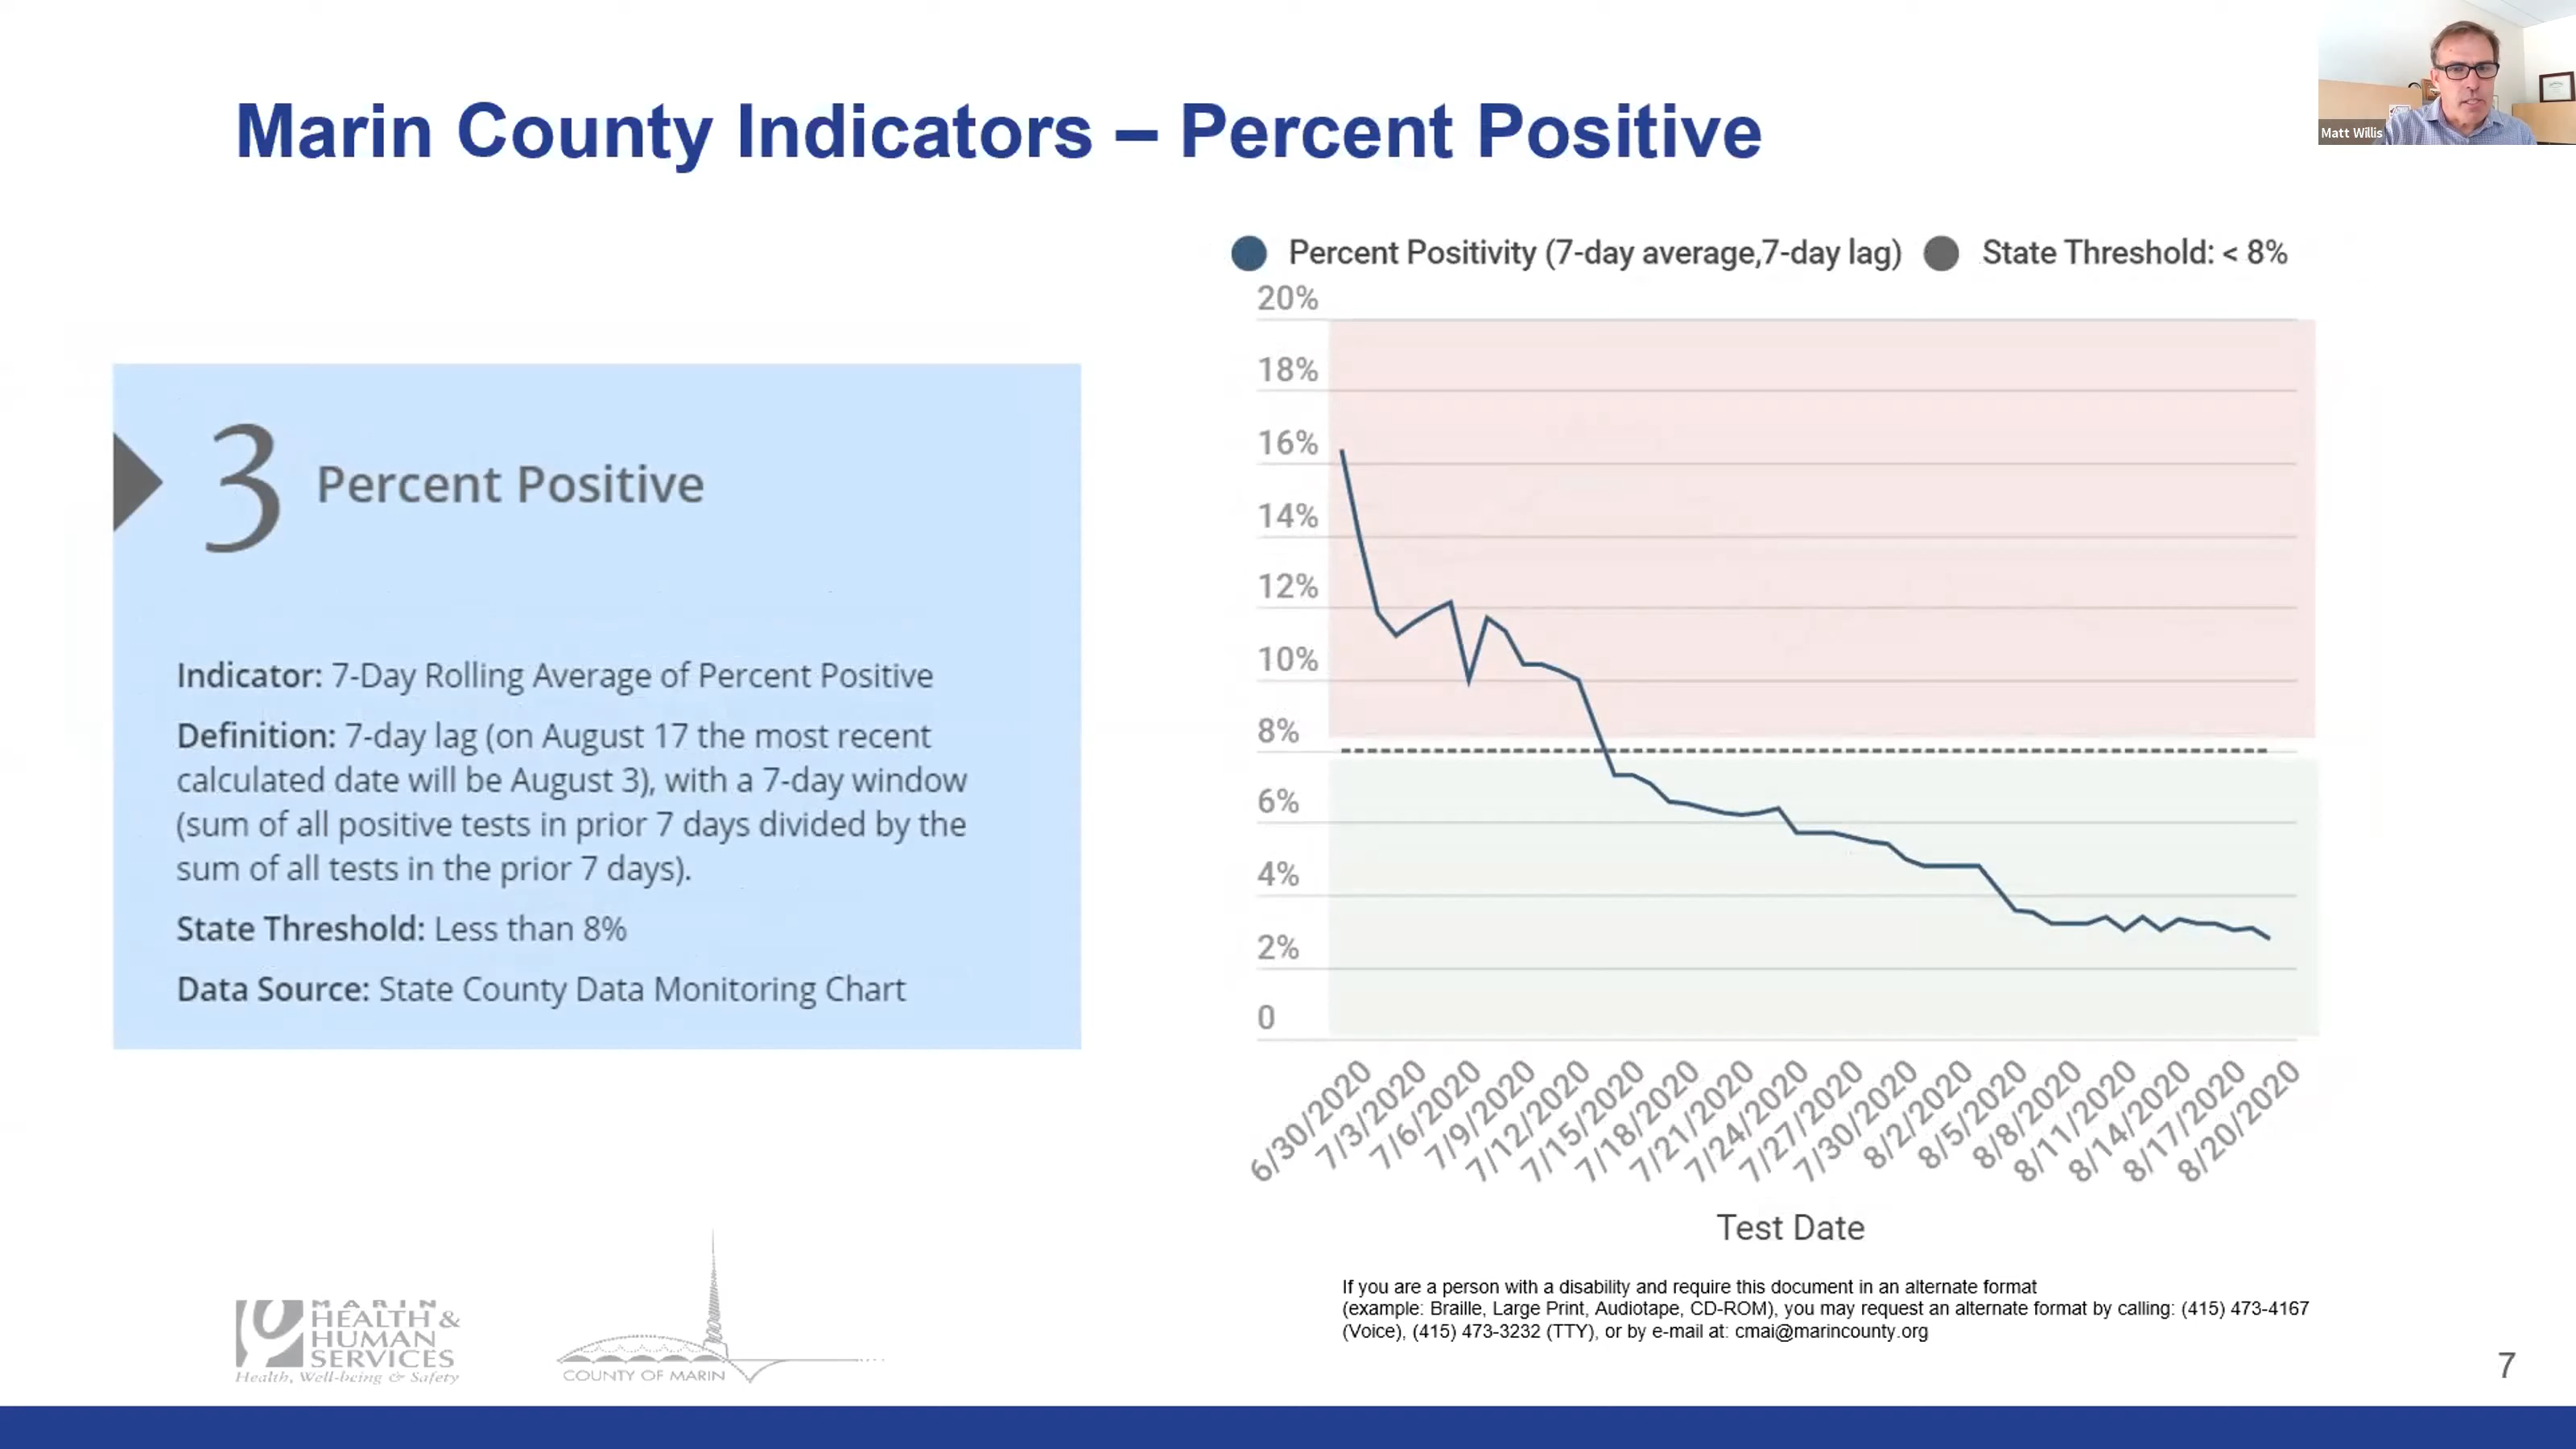 Matt Willis
Marin County Indicators – Percent Positive
3 Percent Positive
Indicator: 7-Day Rolling Average of Percent Positive
Definition: 7-day lag (on August 17 the most recent
calculated date will be August 3), with a 7-day window
(sum of all positive tests in prior 7 days divided by the
sum of all tests in the prior 7 days).
State Threshold: Less than 8%
Data Source: State County Data Monitoring Chart
Percent Positivity (7-day average,7-day lag) State Threshold: < 8%
20%
18%
16%
14%
12%
10%
8%
6%
4%
2%
0
6/30/2020
7/3/2020
7/6/2020
7/9/2020
7/12/2020
7/15/2020
7/18/2020
7/21/2020
7/24/2020
7/27/2020
7/30/2020
8/2/2020
8/5/2020
8/8/2020
8/11/2020
8/14/2020
8/17/2020
8/20/2020
Test Date
If you are a person with a disability and require this document in an alternate format
(example: Braille, Large Print, Audiotape, CD-ROM), you may request an alternate format by calling: (415) 473-4167
(Voice), (415) 473-3232 (TTY), or by e-mail at: cmai@marincounty.org
MARIN
HEALTH &
HUMAN
SERVICES
Health, Well-being & Safety
COUNTY OF MARIN
7